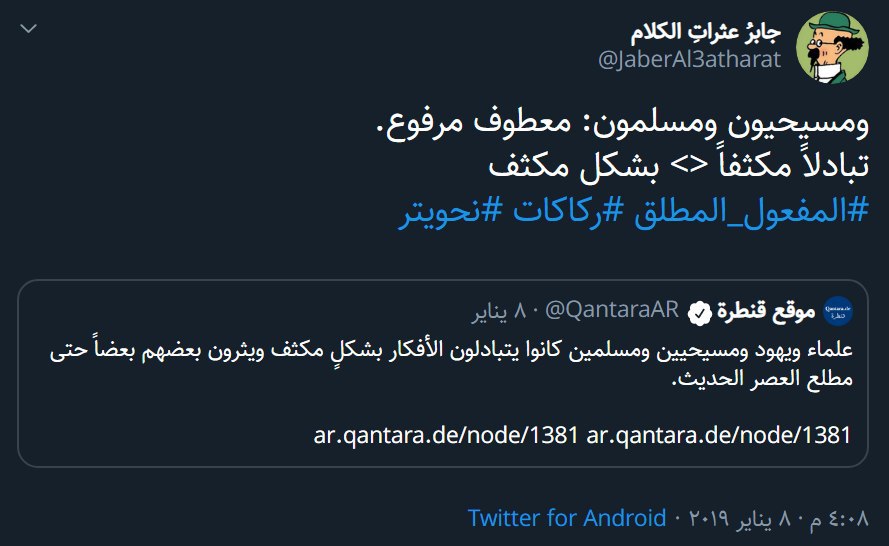 جابرُ عثراتِ الكلام
@JaberAl3atharat
ومسيحيون ومسلمون: معطوف مرفوع.
تبادلاً مكثفاً <> بشكل مكثف
#المفعول_المطلق #ركاكات #نحويتر
موقع قنطرة @QantaraAR · ٨ يناير
علماء ويهود ومسيحيين ومسلمين كانوا يتبادلون الأفكار بشكلٍ مكثف ويثرون بعضهم بعضاً حتى
مطلع العصر الحديث.
ar.qantara.de/node/1381 ar.qantara.de/node/1381
٤:٠٨ م · ٨ يناير ٢٠١٩ · Twitter for Android